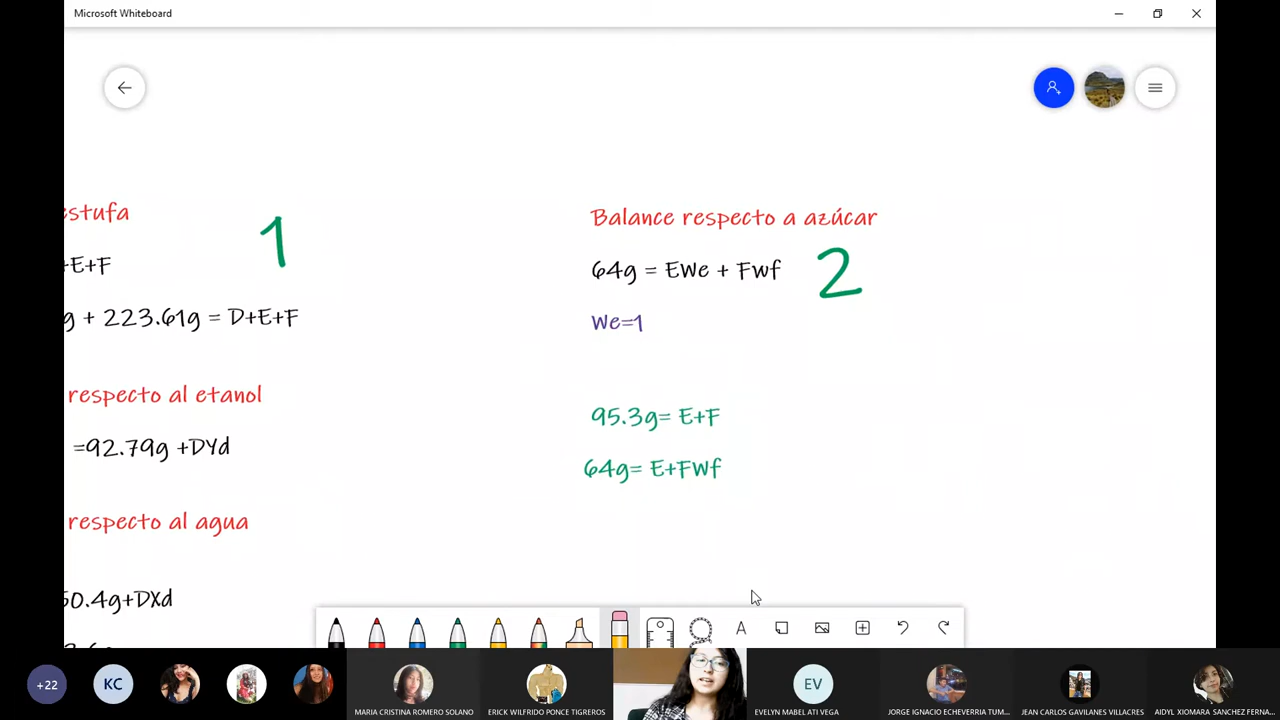 Microsoft Whiteboard
estufa
+E+F
g + 223.61g = D+E+F
1
respecto al etanol
=92.79g +DYd
respecto al agua
50.4g+DXd
Balance respecto a azúcar
64g = EWe + Fwf
2
We=1
95.3g= E+F
64g= E+FWf
+22
KC
MARIA CRISTINA ROMERO SOLANO
ERICK WILFRIDO PONCE TIGREROS
EV
EVELYN MABEL ATI VEGA
JORGE IGNACIO ECHEVERRIA TUM...
JEAN CARLOS GAVILANES VILLACRES
AIDYL XIOMARA SANCHEZ FERNA...